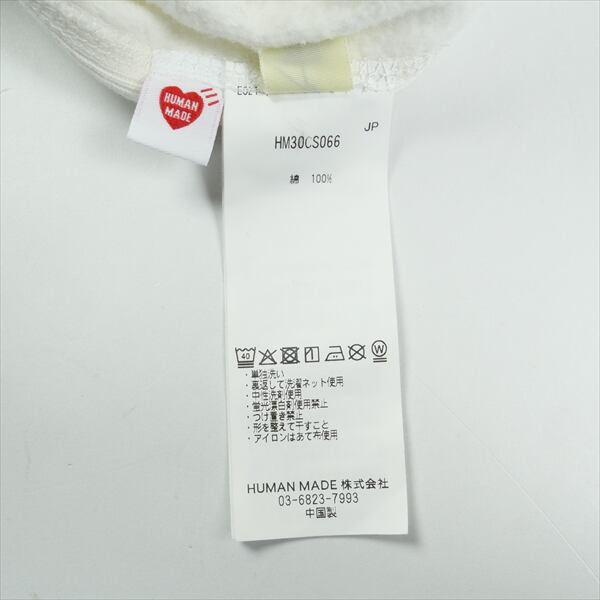 HUMAN
MADE
JP
HM30CS066
綿 100%
40
・単独洗い
・裏返して洗濯ネット使用
・中性洗剤使用
・蛍光漂白剤使用禁止
・つけ置き禁止
・形を整えて干すこと
・アイロンはあて布使用
HUMAN MADE 株式会社
03-6823-7993
中国製